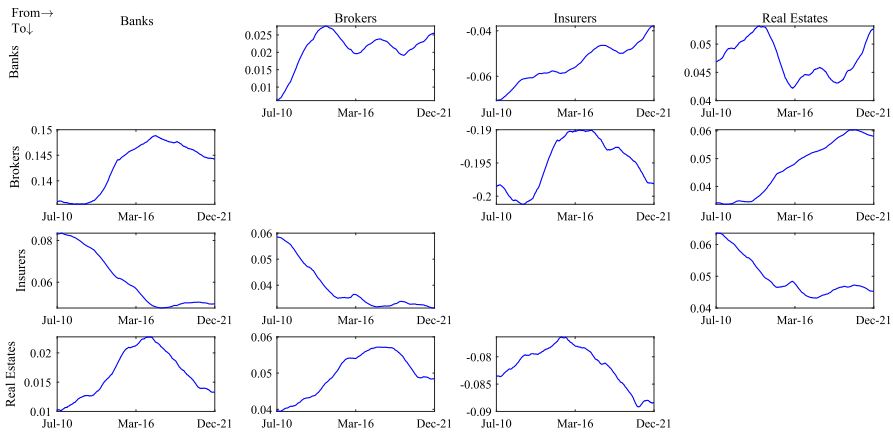 From→
To↓
Banks
Brokers
Insurers
Real Estates
Banks
0.025
0.02
0.015
0.01
Jul-10 Mar-16 Dec-21
-0.04
-0.06
Jul-10 Mar-16 Dec-21
0.05
0.045
0.04
Jul-10 Mar-16 Dec-21
Brokers
0.15
0.145
0.14
Jul-10 Mar-16 Dec-21
-0.19
-0.195
-0.2
Jul-10 Mar-16 Dec-21
0.06
0.04
Jul-10 Mar-16 Dec-21
Insurers
0.08
0.06
Jul-10 Mar-16 Dec-21
0.06
0.04
Jul-10 Mar-16 Dec-21
0.06
0.05
0.04
Jul-10 Mar-16 Dec-21
Real Estates
0.02
0.015
0.01
Jul-10 Mar-16 Dec-21
0.06
0.05
0.04
Jul-10 Mar-16 Dec-21
-0.08
-0.085
-0.09
Jul-10 Mar-16 Dec-21